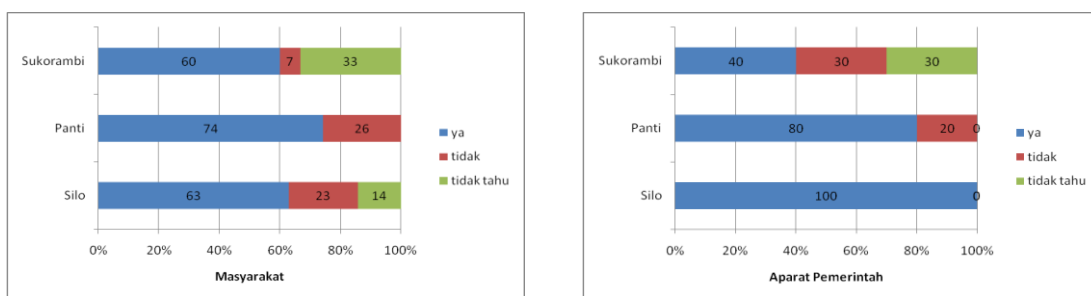 Sukorambi 60 7 33
Panti 74 26
Silo 63 23 14
0% 20% 40% 60% 80% 100%
Masyarakat
ya
tidak
tidak tahu
Sukorambi 40 30 30
Panti 80 20 0
Silo 100 0
0% 20% 40% 60% 80% 100%
Aparat Pemerintah
ya
tidak
tidak tahu